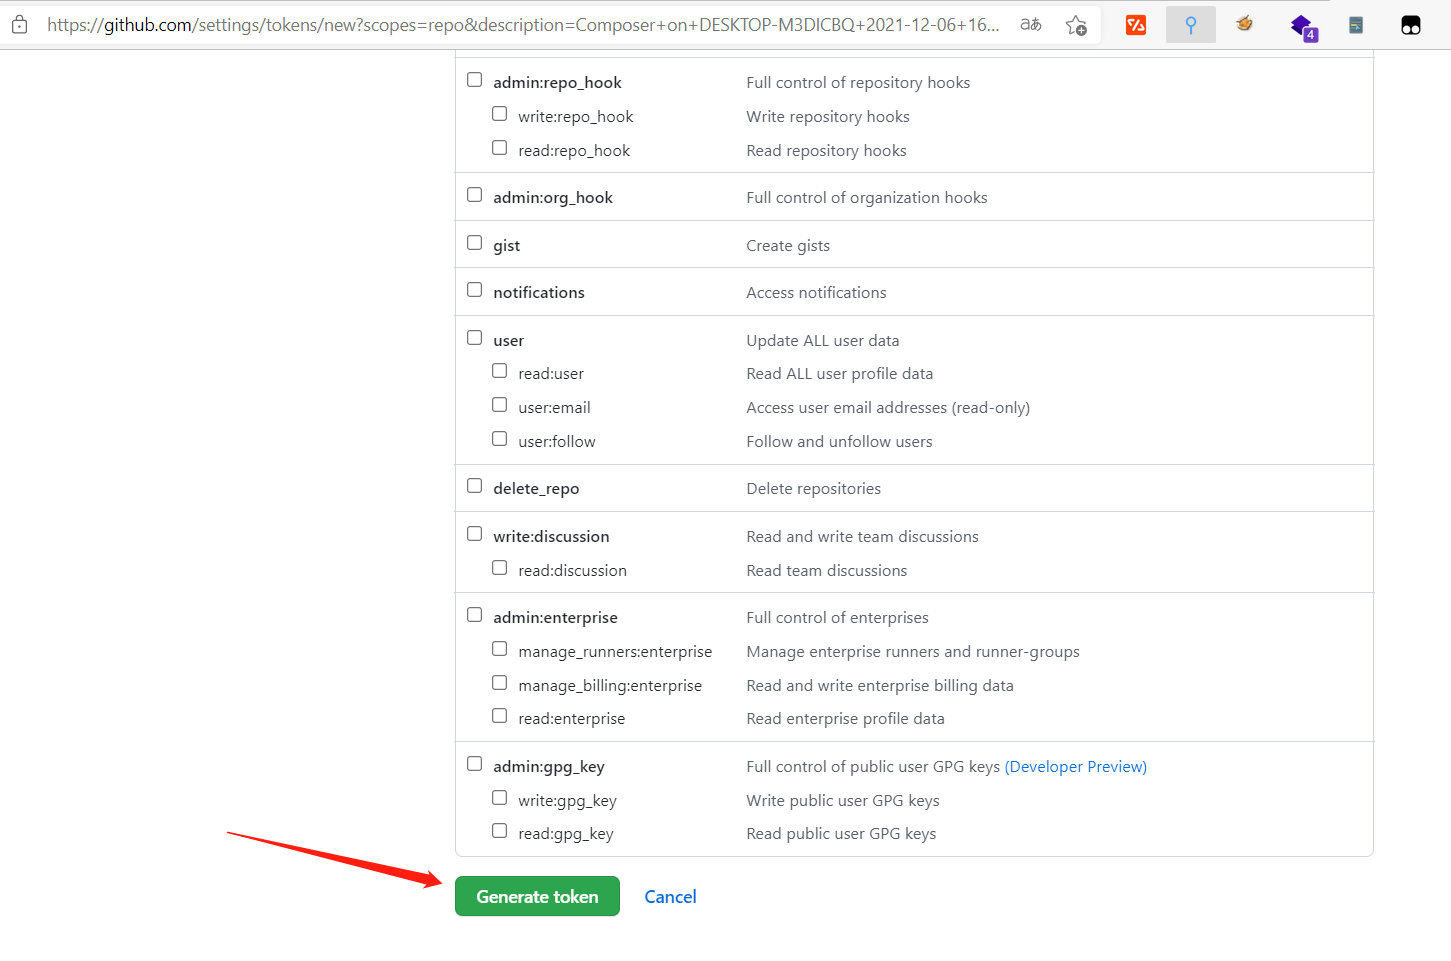 https://github.com/settings/tokens/new?scopes=repo&description=Composer+on+DESKTOP-M3DICBQ+2021-12-06+16... aあ
4
admin:repo_hook Full control of repository hooks
write:repo_hook Write repository hooks
read:repo_hook Read repository hooks
admin:org_hook Full control of organization hooks
gist Create gists
notifications Access notifications
user Update ALL user data
read:user Read ALL user profile data
user:email Access user email addresses (read-only)
user:follow Follow and unfollow users
delete_repo Delete repositories
write:discussion Read and write team discussions
read:discussion Read team discussions
admin:enterprise Full control of enterprises
manage_runners:enterprise Manage enterprise runners and runner-groups
manage_billing:enterprise Read and write enterprise billing data
read:enterprise Read enterprise profile data
admin:gpg_key Full control of public user GPG keys (Developer Preview)
write:gpg_key Write public user GPG keys
read:gpg_key Read public user GPG keys
Generate token Cancel